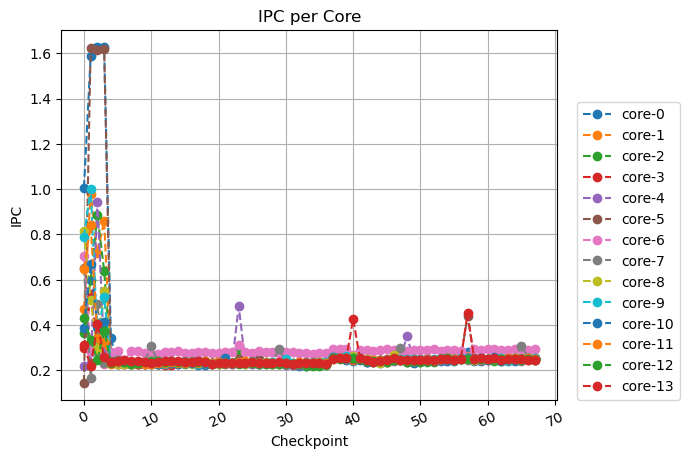 IPC per Core
IPC
1.6
1.4
1.2
1.0
0.8
0.6
0.4
0.2
0
10
20
30
40
50
60
70
Checkpoint
core-0
core-1
core-2
core-3
core-4
core-5
core-6
core-7
core-8
core-9
core-10
core-11
core-12
core-13